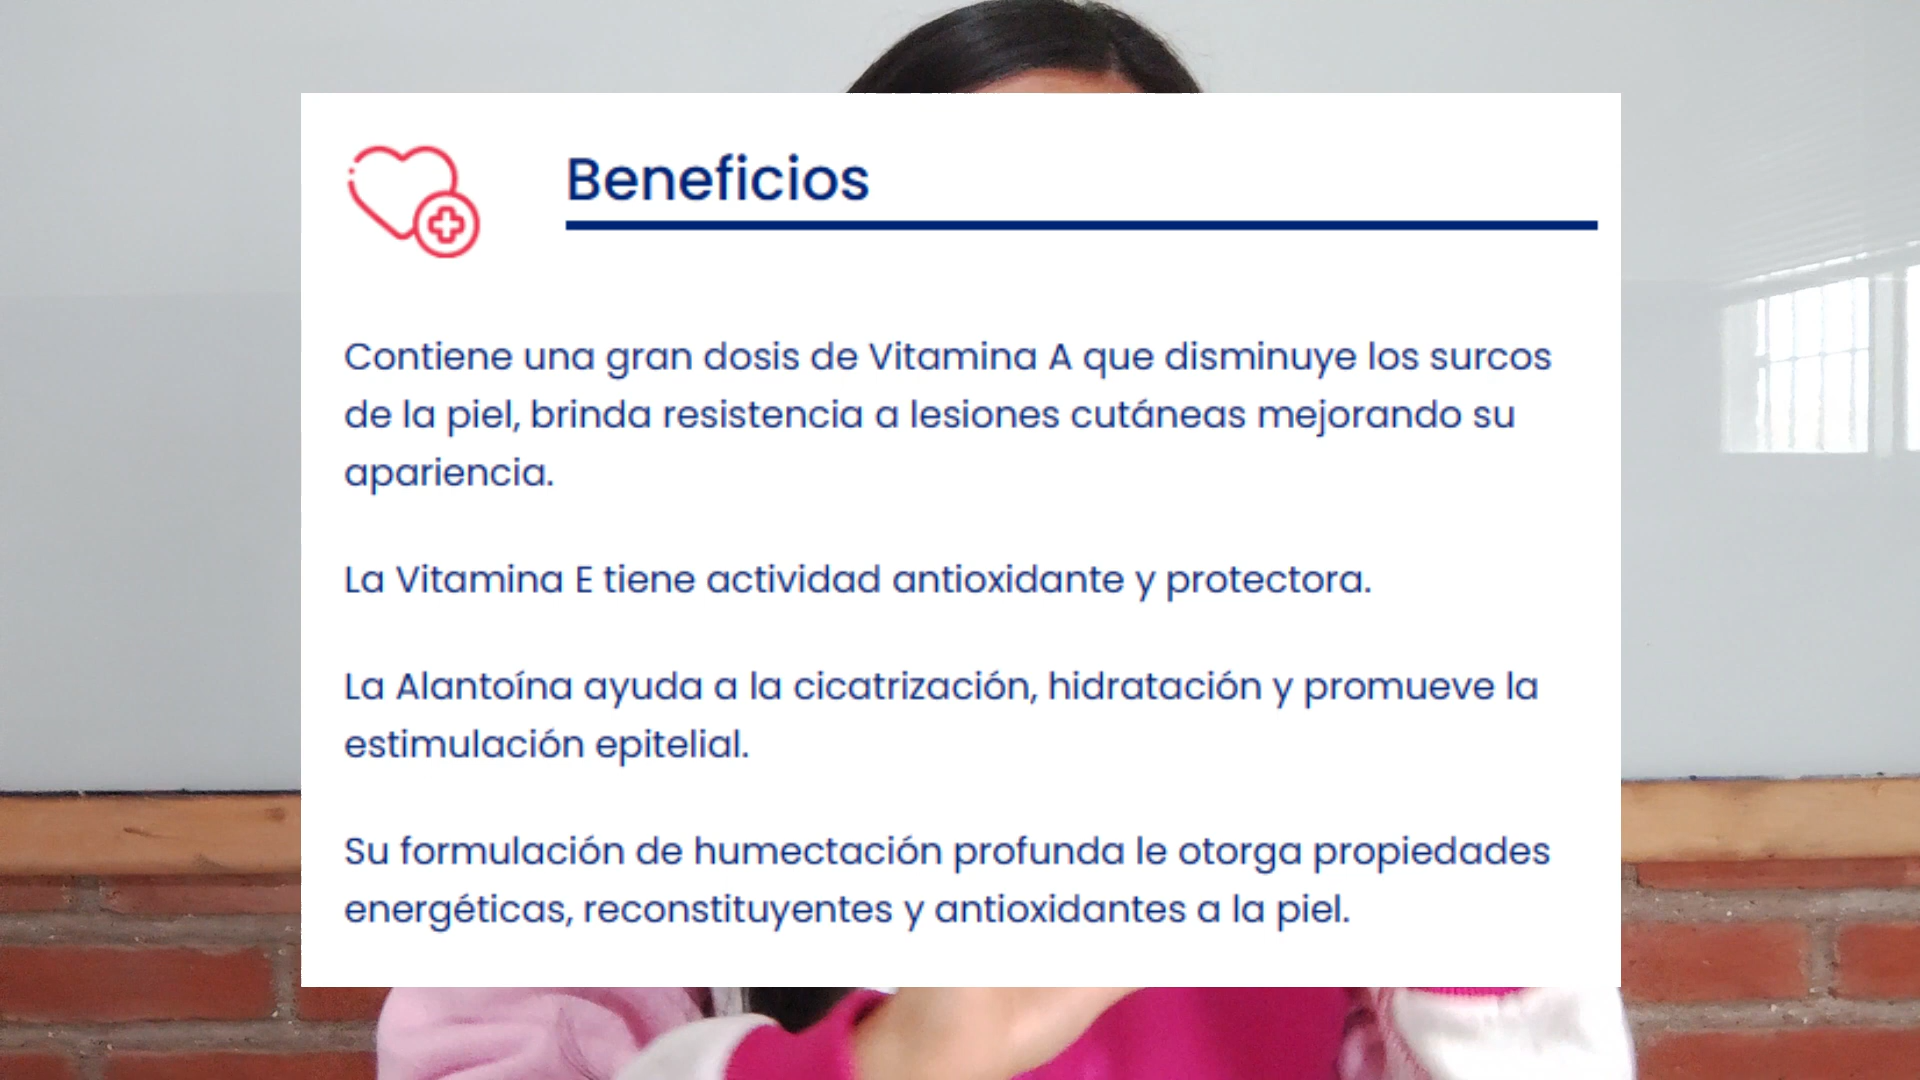 Beneficios
Contiene una gran dosis de Vitamina A que disminuye los surcos
de la piel, brinda resistencia a lesiones cutáneas mejorando su
apariencia.
La Vitamina E tiene actividad antioxidante y protectora.
La Alantoína ayuda a la cicatrización, hidratación y promueve la
estimulación epitelial.
Su formulación de humectación profunda le otorga propiedades
energéticas, reconstituyentes y antioxidantes a la piel.